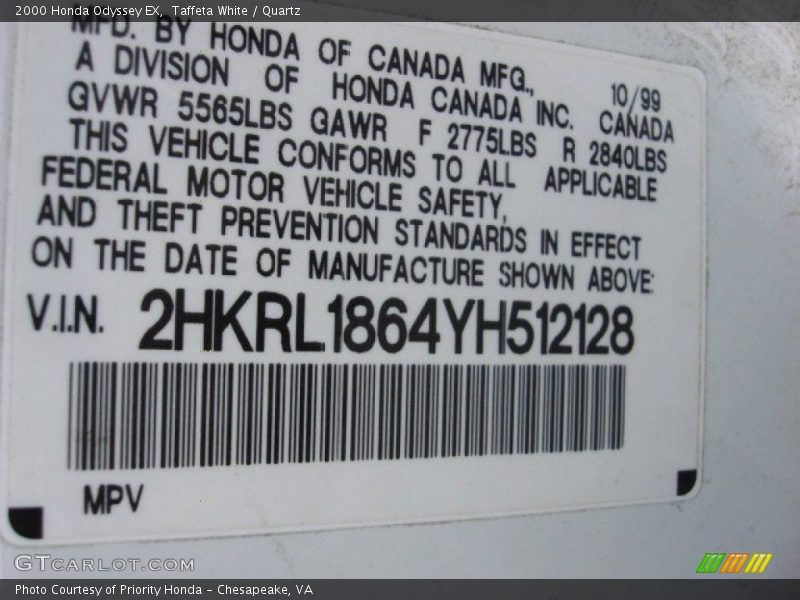 2000 Honda Odyssey EX, Taffeta White / Quartz
MFD. BY HONDA OF CANADA MFG., 10/99
A DIVISION OF HONDA CANADA INC. CANADA
GVWR 5565LBS GAWR F 2775LBS R 2840LBS
THIS VEHICLE CONFORMS TO ALL APPLICABLE
FEDERAL MOTOR VEHICLE SAFETY,
AND THEFT PREVENTION STANDARDS IN EFFECT
ON THE DATE OF MANUFACTURE SHOWN ABOVE:
V.I.N. 2HKRL1864YH512128
MPV
GTCARLOT.COM
Photo Courtesy of Priority Honda – Chesapeake, VA